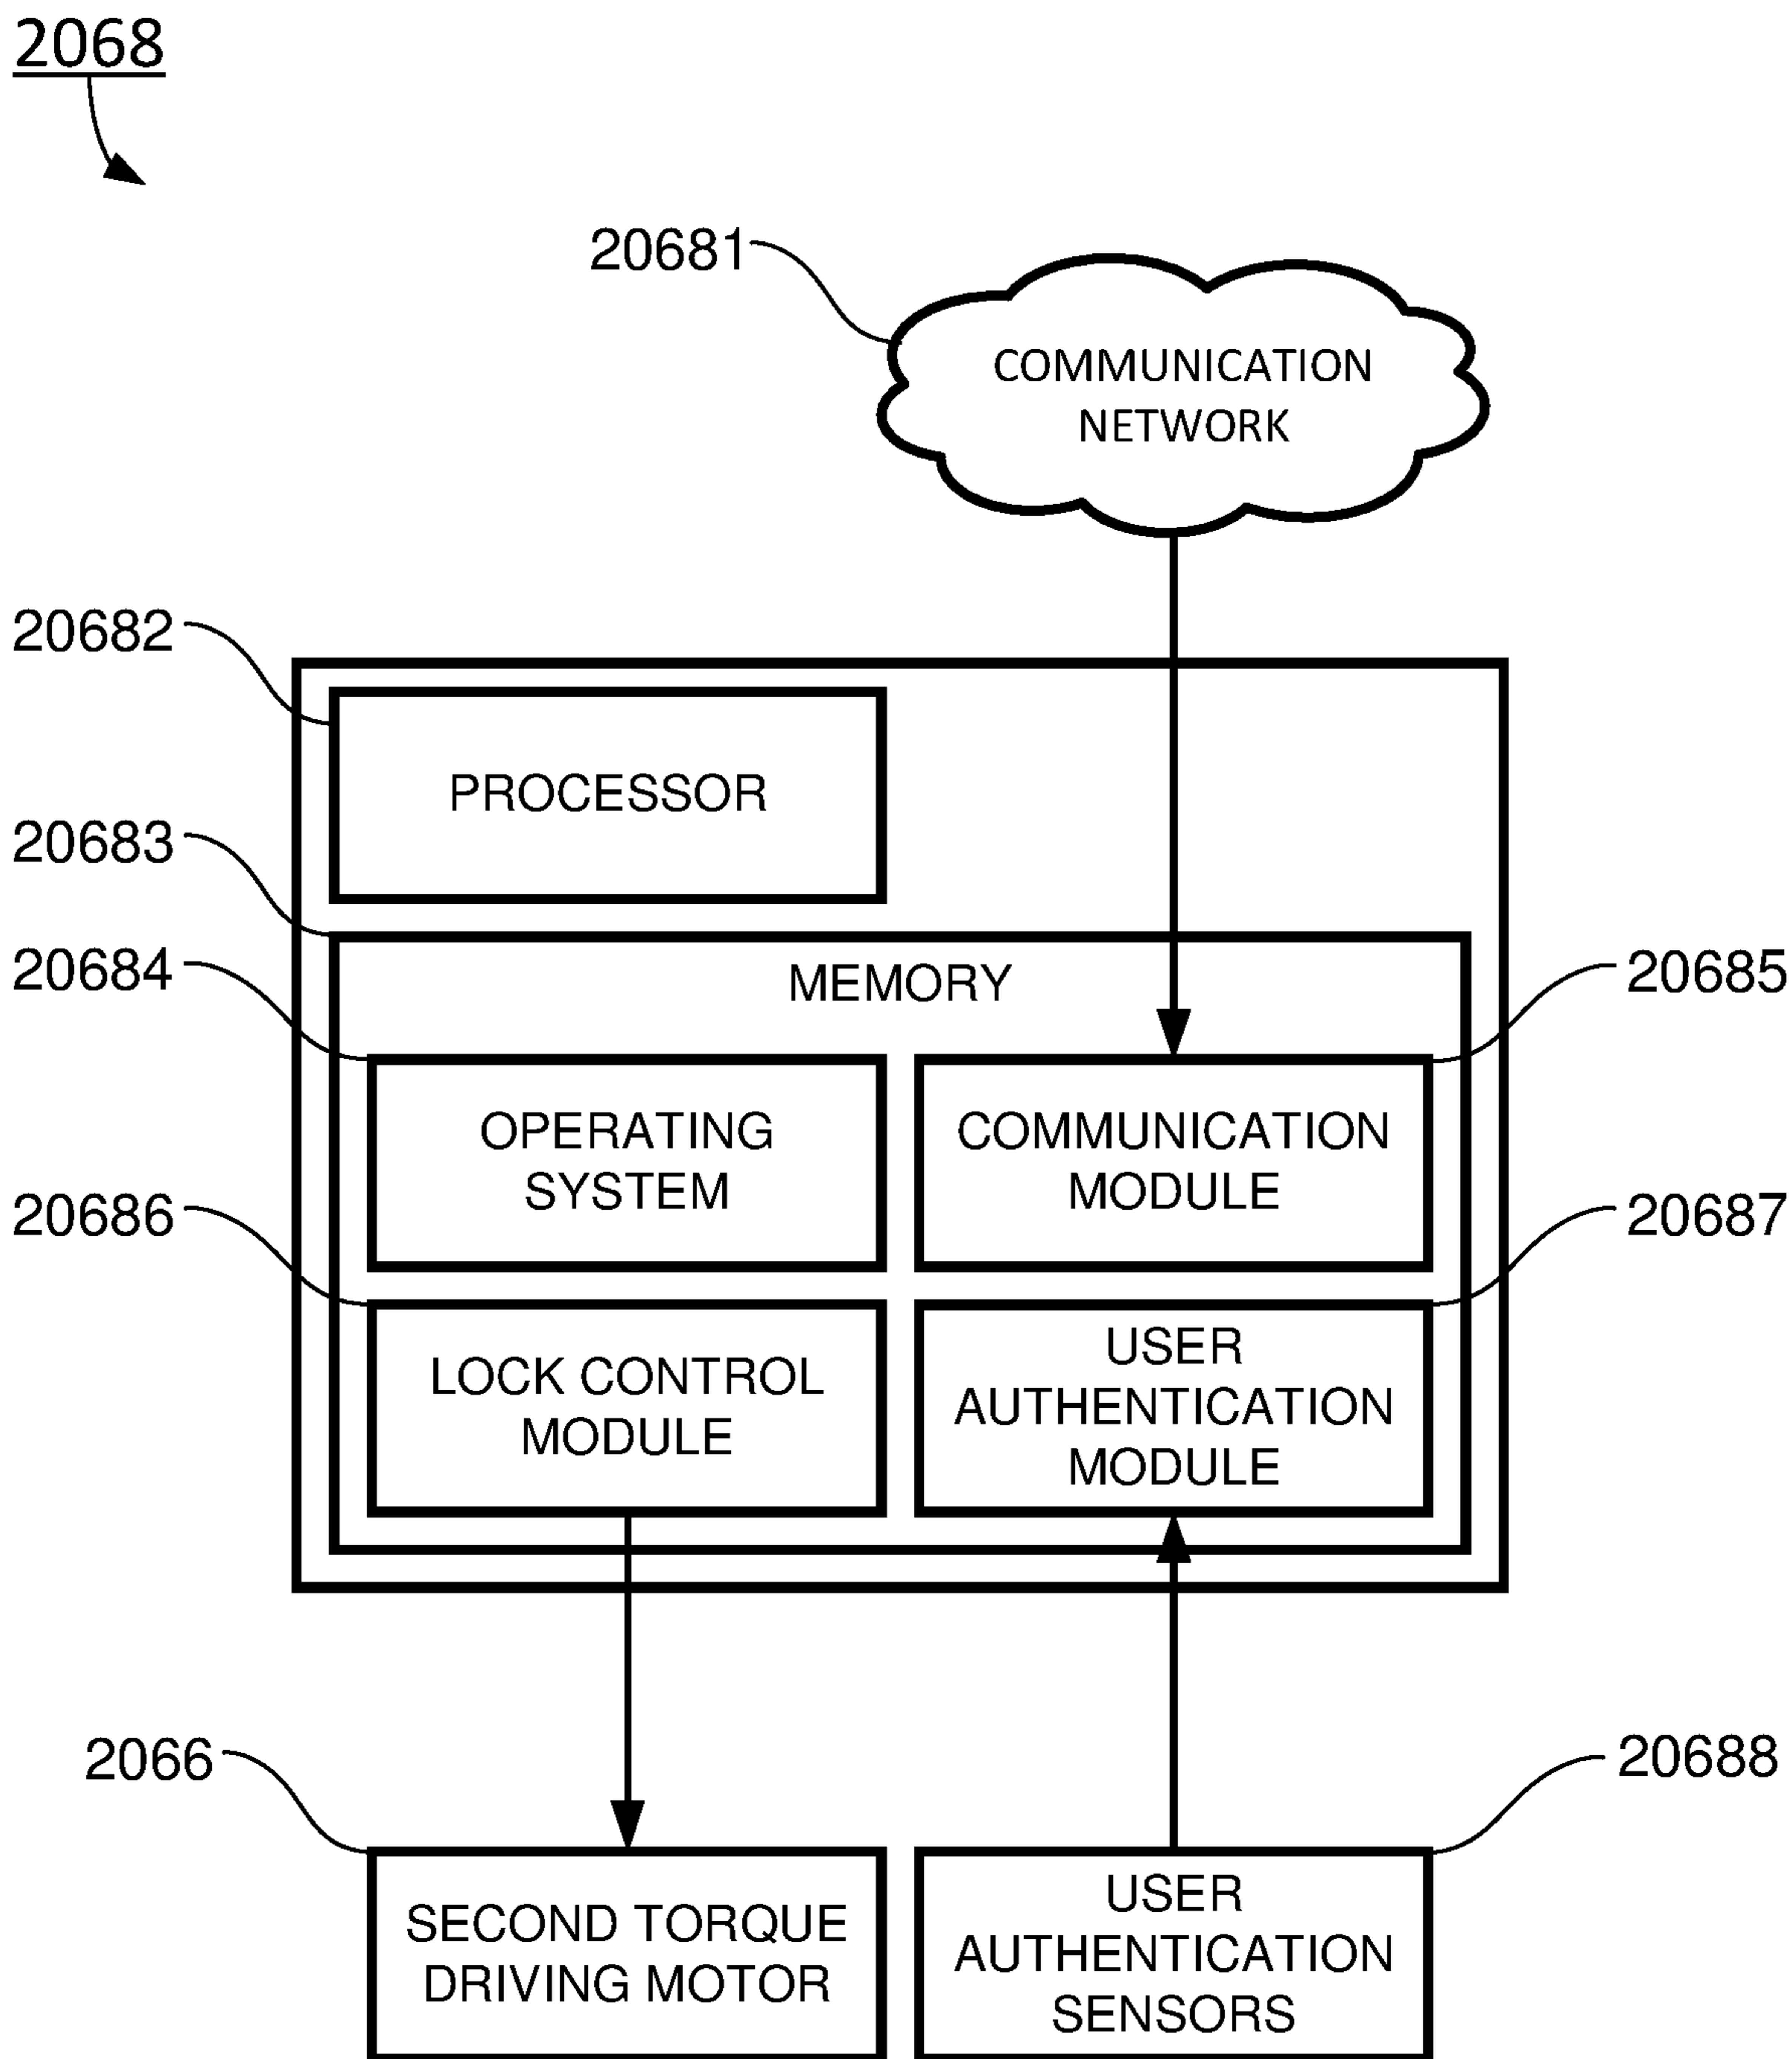 2068
20681
COMMUNICATION
NETWORK
20682
PROCESSOR
20683
20684
MEMORY
20685
OPERATING
SYSTEM
COMMUNICATION
MODULE
20686
20687
LOCK CONTROL
MODULE
USER
AUTHENTICATION
MODULE
2066
20688
SECOND TORQUE
DRIVING MOTOR
USER
AUTHENTICATION
SENSORS